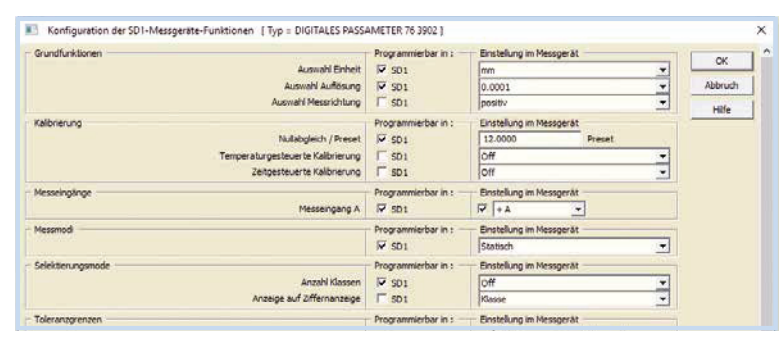 Konfiguration der SD1-Messgeräte-Funktionen [ Typ = DIGITALES PASSAMETER 76 3902 ]
Grundfunktionen Programmierbar in : Einstellung im Messgerät
Auswahl Einheit SD1 mm
Auswahl Auflösung SD1 0.0001
Auswahl Messrichtung SD1 positiv
OK
Abbruch
Hilfe
Kalibrierung Programmierbar in : Einstellung im Messgerät
Nullabgleich / Preset SD1 12.0000 Preset
Temperaturgesteuerte Kalibrierung SD1 Off
Zeitgesteuerte Kalibrierung SD1 Off
Messeingänge Programmierbar in : Einstellung im Messgerät
Messeingang A SD1 + A
Messmodi Programmierbar in : Einstellung im Messgerät
SD1 Statisch
Selektierungsmode Programmierbar in : Einstellung im Messgerät
Anzahl Klassen SD1 Off
Anzeige auf Ziffernanzeige SD1 Klasse
Toleranzgrenzen Programmierbar in : Einstellung im Messgerät